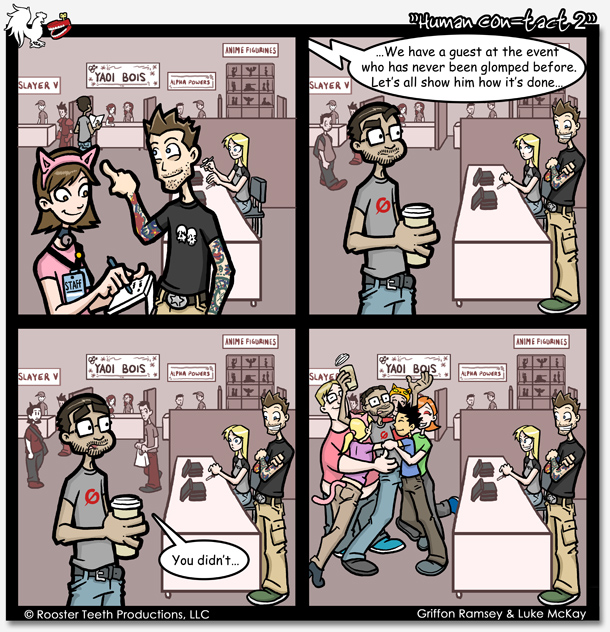 "Human con=tact 2"
ANIME FIGURINES
SLAYER V
YAOI BOIS
ALPHA POWERS
STAFF
...We have a guest at the event
who has never been glomped before.
Let's all show him how it's done...
SLAYER V
ANIME FIGURINES
SLAYER V
YAOI BOIS
ALPHA POWERS
You didn't...
ANIME FIGURINES
SLAYE
YAOI BOIS
ALPHA POWERS
© Rooster Teeth Productions, LLC
Griffon Ramsey & Luke McKay